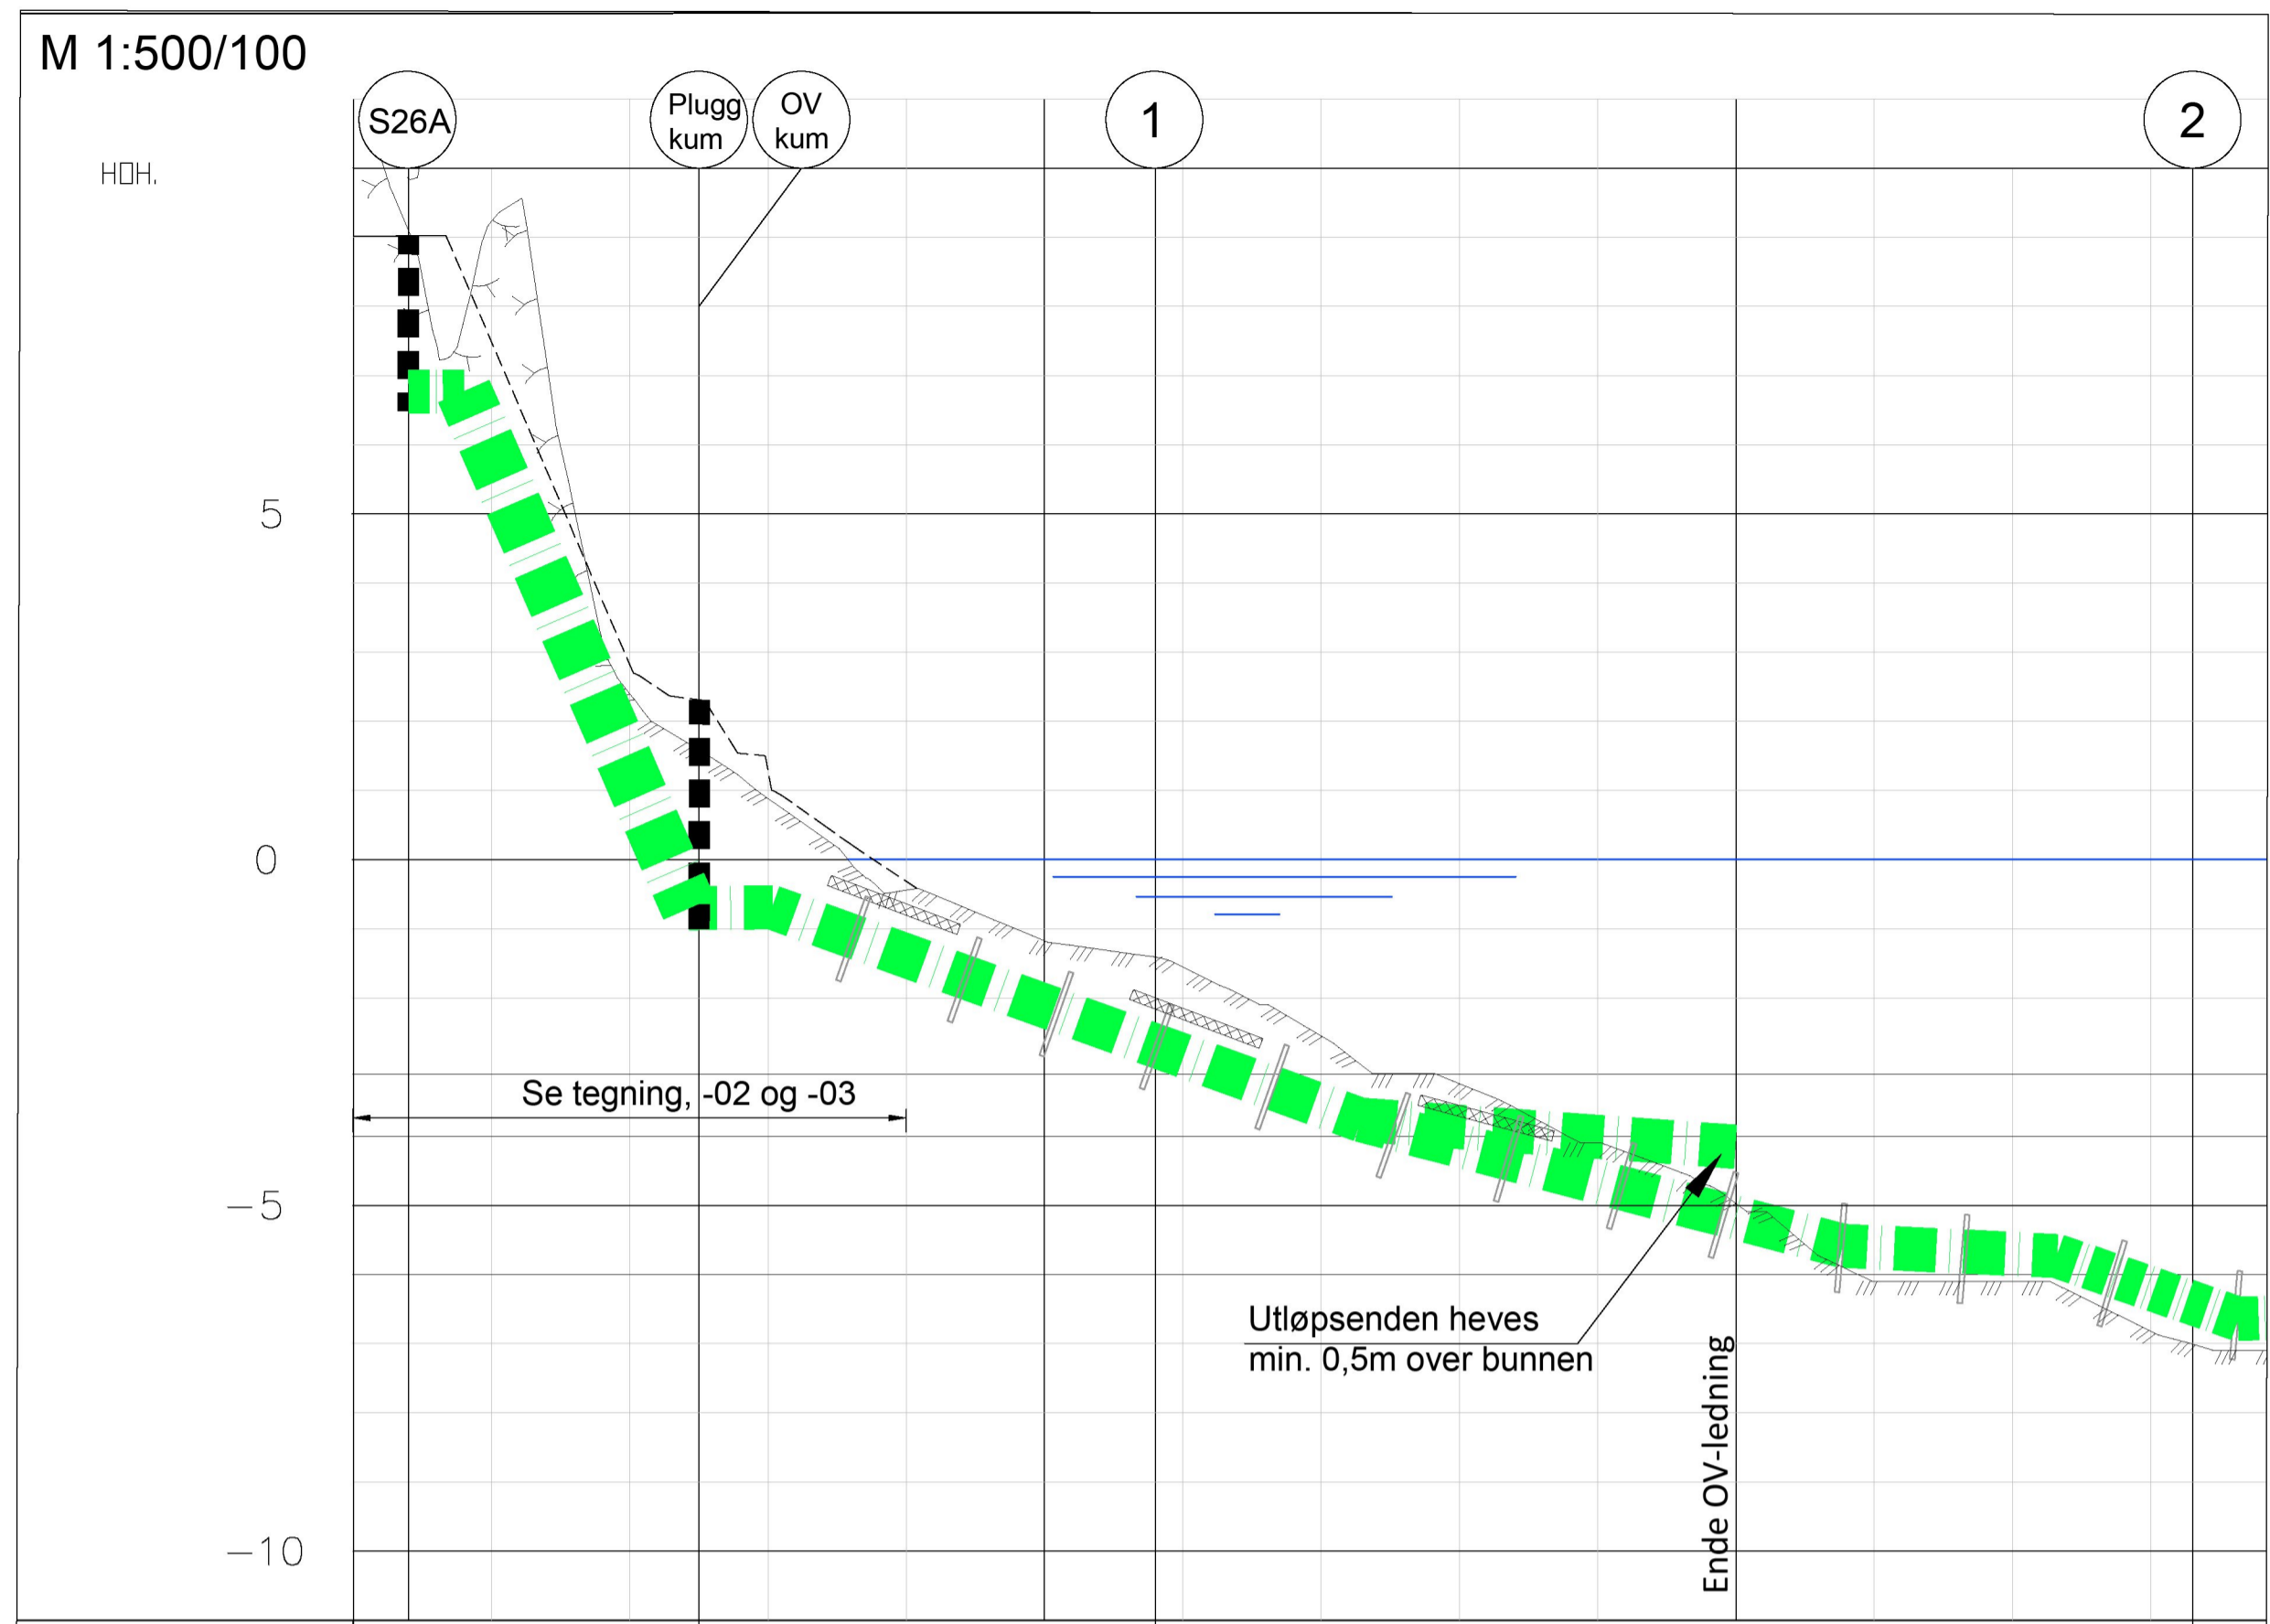 M 1:500/100
S26A
Plugg
kum
OV
kum
1
2
H▯H.
5
0
Se tegning, -02 og -03
−5
Utløpsenden heves
min. 0,5m over bunnen
Ende OV-ledning
−10